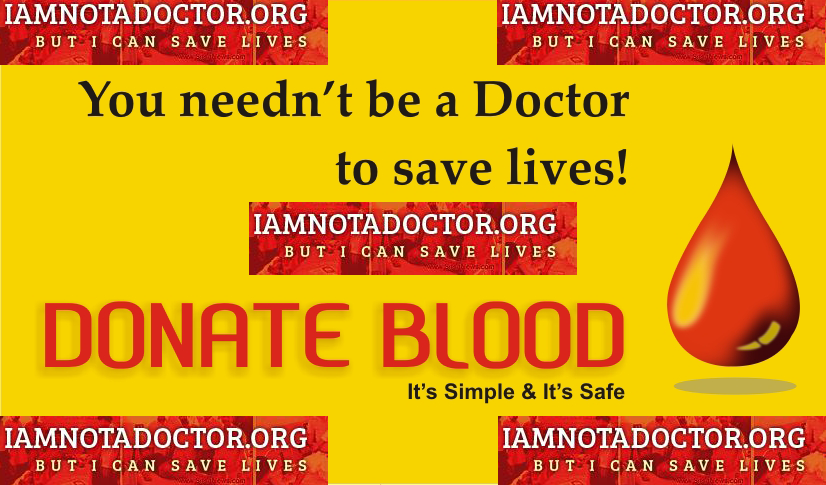 IAMNOTADOCTOR.ORG
BUT I CAN SAVE LIVES
IAMNOTADOCTOR.ORG
BUT I CAN SAVE LIVES
You needn’t be a Doctor
to save lives!
IAMNOTADOCTOR.ORG
BUT I CAN SAVE LIVES
DONATE BLOOD
It’s Simple & It’s Safe
IAMNOTADOCTOR.ORG
BUT I CAN SAVE LIVES
IAMNOTADOCTOR.ORG
BUT I CAN SAVE LIVES